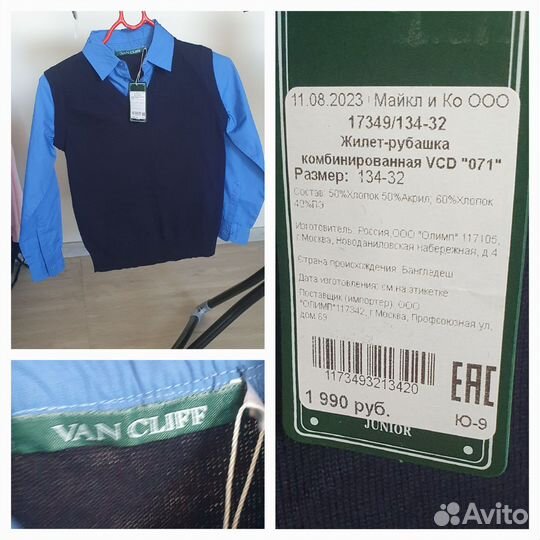 VAN CLIFF
11.08.2023 Майкл и Ко ООО
17349/134-32
Жилет-рубашка
комбинированная VCD "071"
Размер: 134-32
Состав: 50%Хлопок 50%Акрил; 60%Хлопок
40%ПЭ
Изготовитель: Россия ООО "Олимп" 117105,
г.Москва, Новоданиловская набережная, д.4
Страна происхождения: Бангладеш
Дата изготовления: см на этикетке
Поставщик (импортер): ООО
"ОЛИМП"117342, г Москва, Профсоюзная ул,
дом 69
1173493213420
EAC
1 990 руб.
Ю-9
JUNIOR
VAN CLIFF
Avito